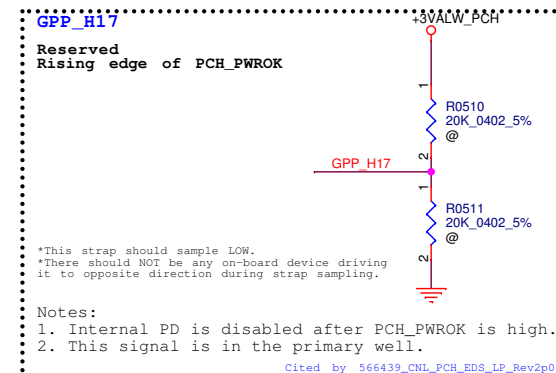 GPP_H17
+3VALW_PCH
Reserved
Rising edge of PCH_PWROK
1
R0510
20K_0402_5%
@
2
GPP_H17
1
R0511
20K_0402_5%
@
2
*This strap should sample LOW.
*There should NOT be any on-board device driving
it to opposite direction during strap sampling.
Notes:
1. Internal PD is disabled after PCH_PWROK is high.
2. This signal is in the primary well.
Cited by 566439_CNL_PCH_EDS_LP_Rev2p0